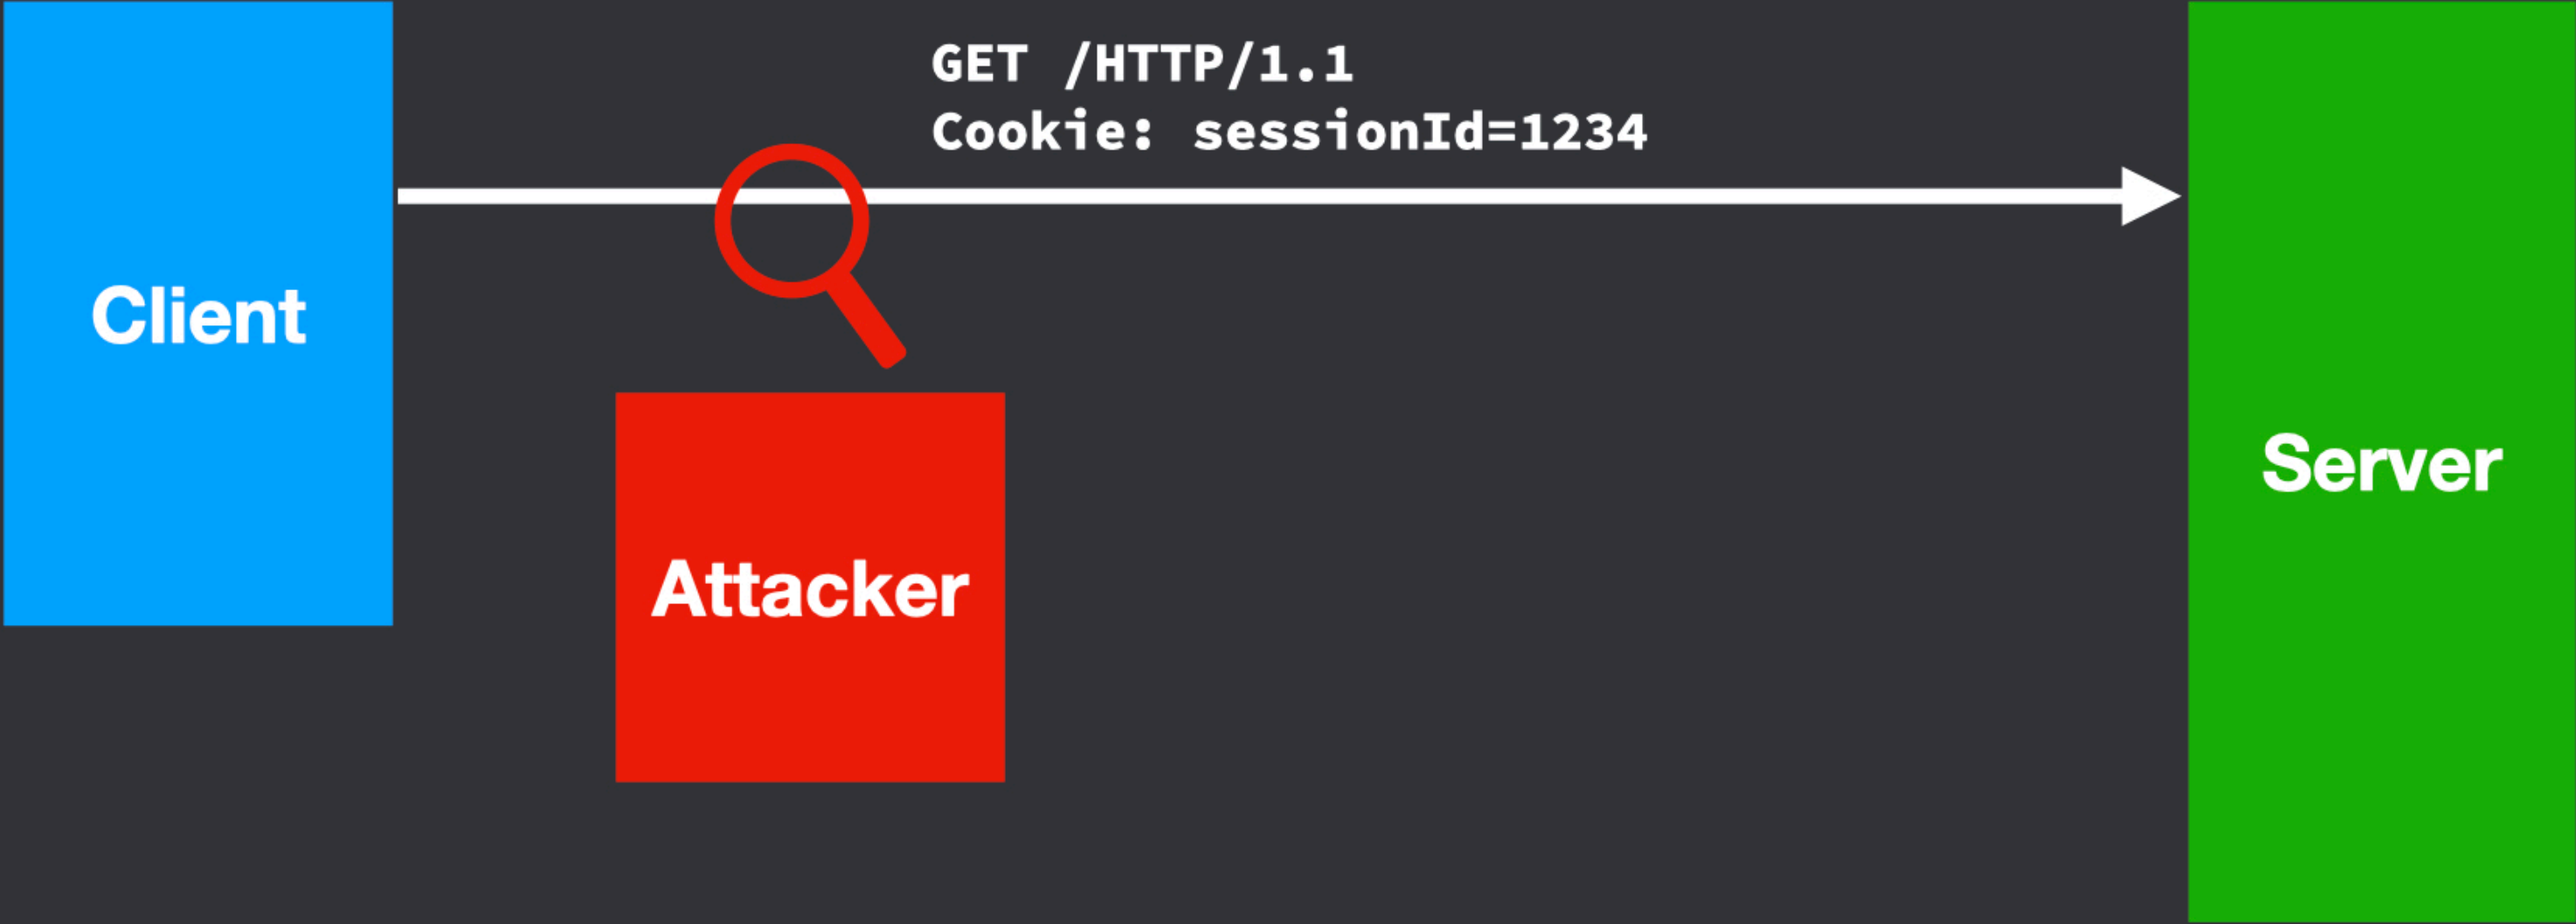 GET /HTTP/1.1
Cookie: sessionId=1234
Client
Server
Attacker